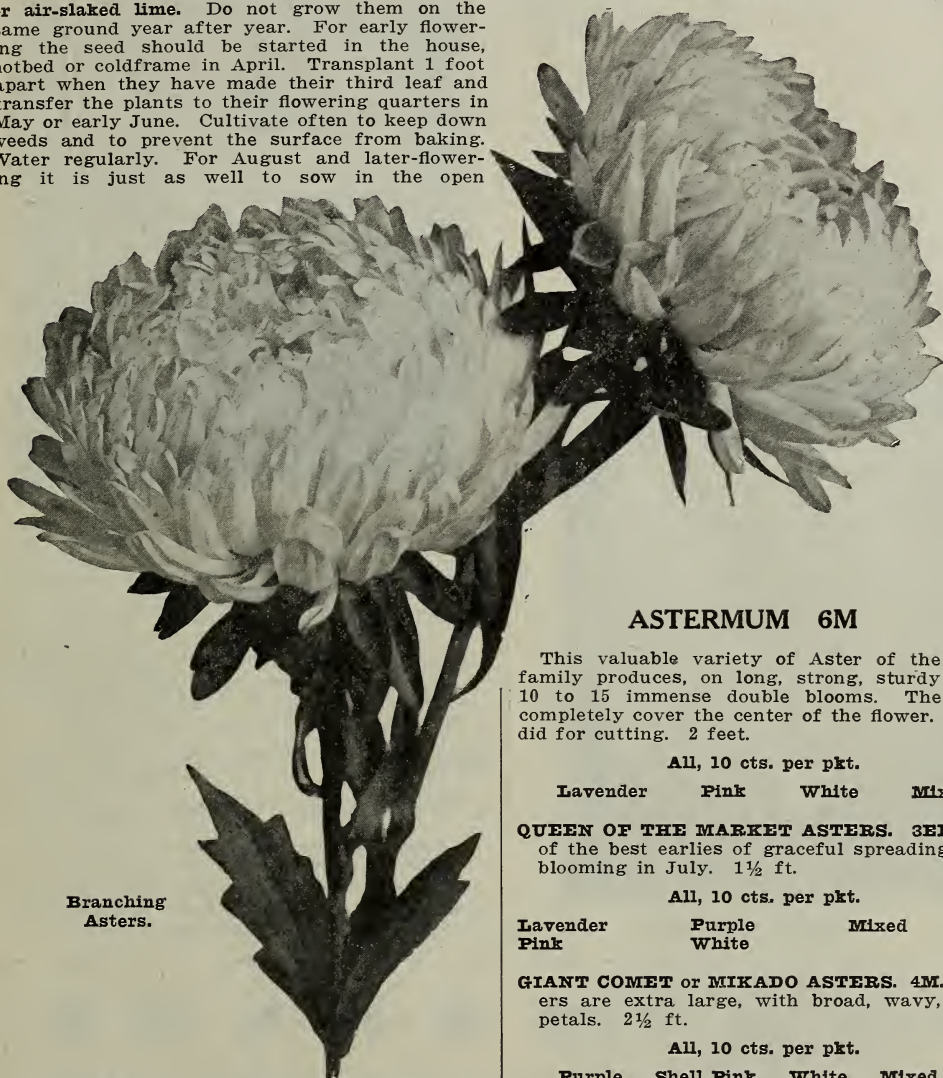 r air-slaked lime. Do not grow them on the
same ground year after year. For early flower-
ng the seed should be started in the house,
hotbed or coldframe in April. Transplant 1 foot
apart when they have made their third leaf and
transfer the plants to their flowering quarters in
May or early June. Cultivate often to keep down
weeds and to prevent the surface from baking.
Water regularly. For August and later-flower-
ng it is just as well to sow in the open
Branching
Asters.
ASTERMUM 6M
This valuable variety of Aster of the
family produces, on long, strong, sturdy
10 to 15 immense double blooms. The
completely cover the center of the flower.
did for cutting. 2 feet.
All, 10 cts. per pkt.
Lavender Pink White Mix
QUEEN OF THE MARKET ASTERS. 3E
of the best earlies of graceful spreading
blooming in July. 1½ ft.
All, 10 cts. per pkt.
Lavender Purple Mixed
Pink White
GIANT COMET or MIKADO ASTERS. 4M.
ers are extra large, with broad, wavy,
petals. 2½ ft.
All, 10 cts. per pkt.
Purple Shell Pink White Mixed